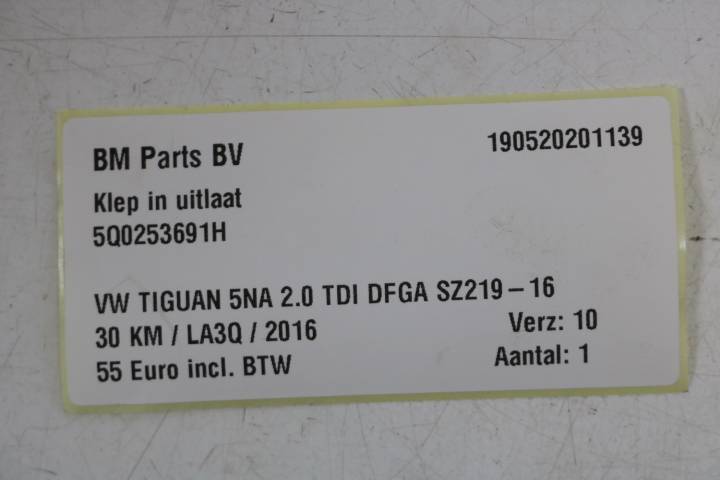 BM Parts BV
190520201139
Klep in uitlaat
5Q0253691H
VW TIGUAN 5NA 2.0 TDI DFGA SZ219-16
30 KM / LA3Q / 2016
Verz: 10
55 Euro incl. BTW
Aantal: 1